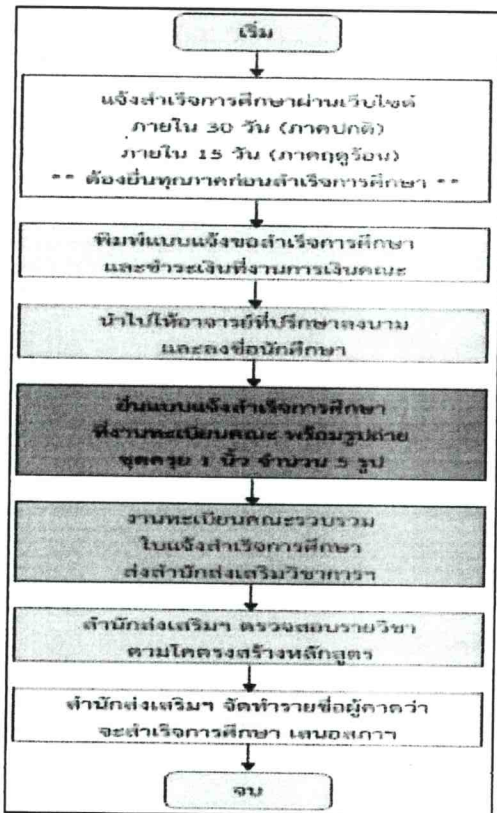 เริ่ม
แจ้งสำเร็จการศึกษาผ่านเว็บไซต์
ภายใน 30 วัน (ภาคปกติ)
ภายใน 15 วัน (ภาคฤดูร้อน)
** ต้องยื่นทุกภาคก่อนสำเร็จการศึกษา **
พิมพ์แบบแจ้งขอสำเร็จการศึกษา
และชำระเงินที่งานการเงินคณะ
นำไปให้อาจารย์ที่ปรึกษาลงนาม
และลงชื่อนักศึกษา
ยื่นแบบแจ้งสำเร็จการศึกษา
ที่งานทะเบียนคณะ พร้อมรูปถ่าย
ชุดครุย 1 นิ้ว จำนวน 5 รูป
งานทะเบียนคณะรวบรวม
ใบแจ้งสำเร็จการศึกษา
ส่งสำนักส่งเสริมวิชาการฯ
สำนักส่งเสริมฯ ตรวจสอบรายวิชา
ตามโครงสร้างหลักสูตร
สำนักส่งเสริมฯ จัดทำรายชื่อผู้คาดว่า
จะสำเร็จการศึกษา เสนอสภาฯ
จบ